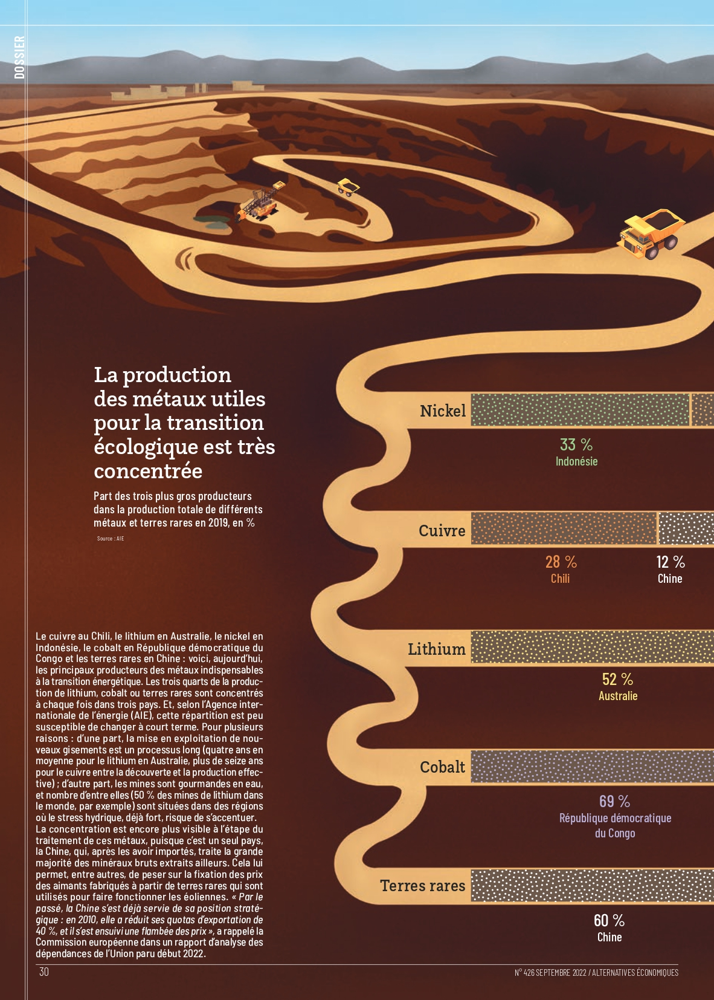 DOSSIER
La production
des métaux utiles
pour la transition
écologique est très
concentrée
Part des trois plus gros producteurs
dans la production totale de différents
métaux et terres rares en 2019, en %
Source : AIE
Nickel
33 %
Indonésie
Cuivre
28 %
Chili
12 %
Chine
Lithium
52 %
Australie
Cobalt
69 %
République démocratique
du Congo
Terres rares
60 %
Chine
Le cuivre au Chili, le lithium en Australie, le nickel en
Indonésie, le cobalt en République démocratique du
Congo et les terres rares en Chine : voici, aujourd’hui,
les principaux producteurs des métaux indispensables
à la transition énergétique. Les trois quarts de la produc-
tion de lithium, cobalt ou terres rares sont concentrés
à chaque fois dans trois pays. Et, selon l’Agence inter-
nationale de l’énergie (AIE), cette répartition est peu
susceptible de changer à court terme. Pour plusieurs
raisons : d’une part, la mise en exploitation de nou-
veaux gisements est un processus long (quatre ans en
moyenne pour le lithium en Australie, plus de seize ans
pour le cuivre entre la découverte et la production effec-
tive) ; d’autre part, les mines sont gourmandes en eau,
et nombre d’entre elles (50 % des mines de lithium dans
le monde, par exemple) sont situées dans des régions
où le stress hydrique, déjà fort, risque de s’accentuer.
La concentration est encore plus visible à l’étape du
traitement de ces métaux, puisque c’est un seul pays,
la Chine, qui, après les avoir importés, traite la grande
majorité des minéraux bruts extraits ailleurs. Cela lui
permet, entre autres, de peser sur la fixation des prix
des aimants fabriqués à partir de terres rares qui sont
utilisés pour faire fonctionner les éoliennes. « Par le
passé, la Chine s’est déjà servie de sa position straté-
gique : en 2010, elle a réduit ses quotas d’exportation de
40 %, et il s’est ensuivi une flambée des prix », a rappelé la
Commission européenne dans un rapport d’analyse des
dépendances de l’Union paru début 2022.
30
N° 426 SEPTEMBRE 2022 / ALTERNATIVES ÉCONOMIQUES